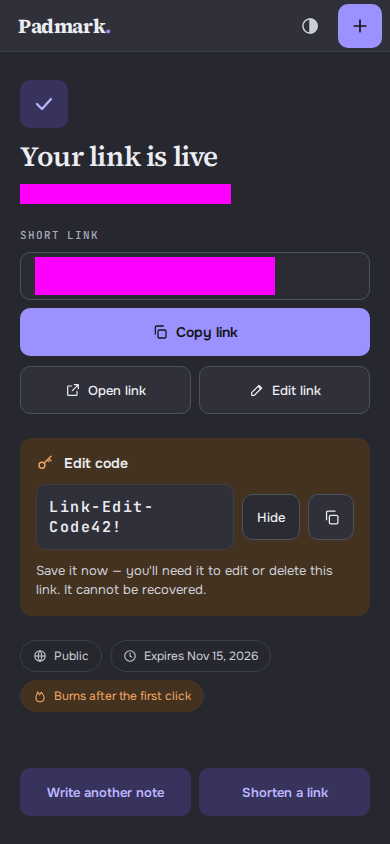 Padmark.
Your link is live
SHORT LINK
Copy link
Open link
Edit link
Edit code
Link-Edit-
Code42!
Hide
Save it now — you'll need it to edit or delete this
link. It cannot be recovered.
Public
Expires Nov 15, 2026
Burns after the first click
Write another note
Shorten a link